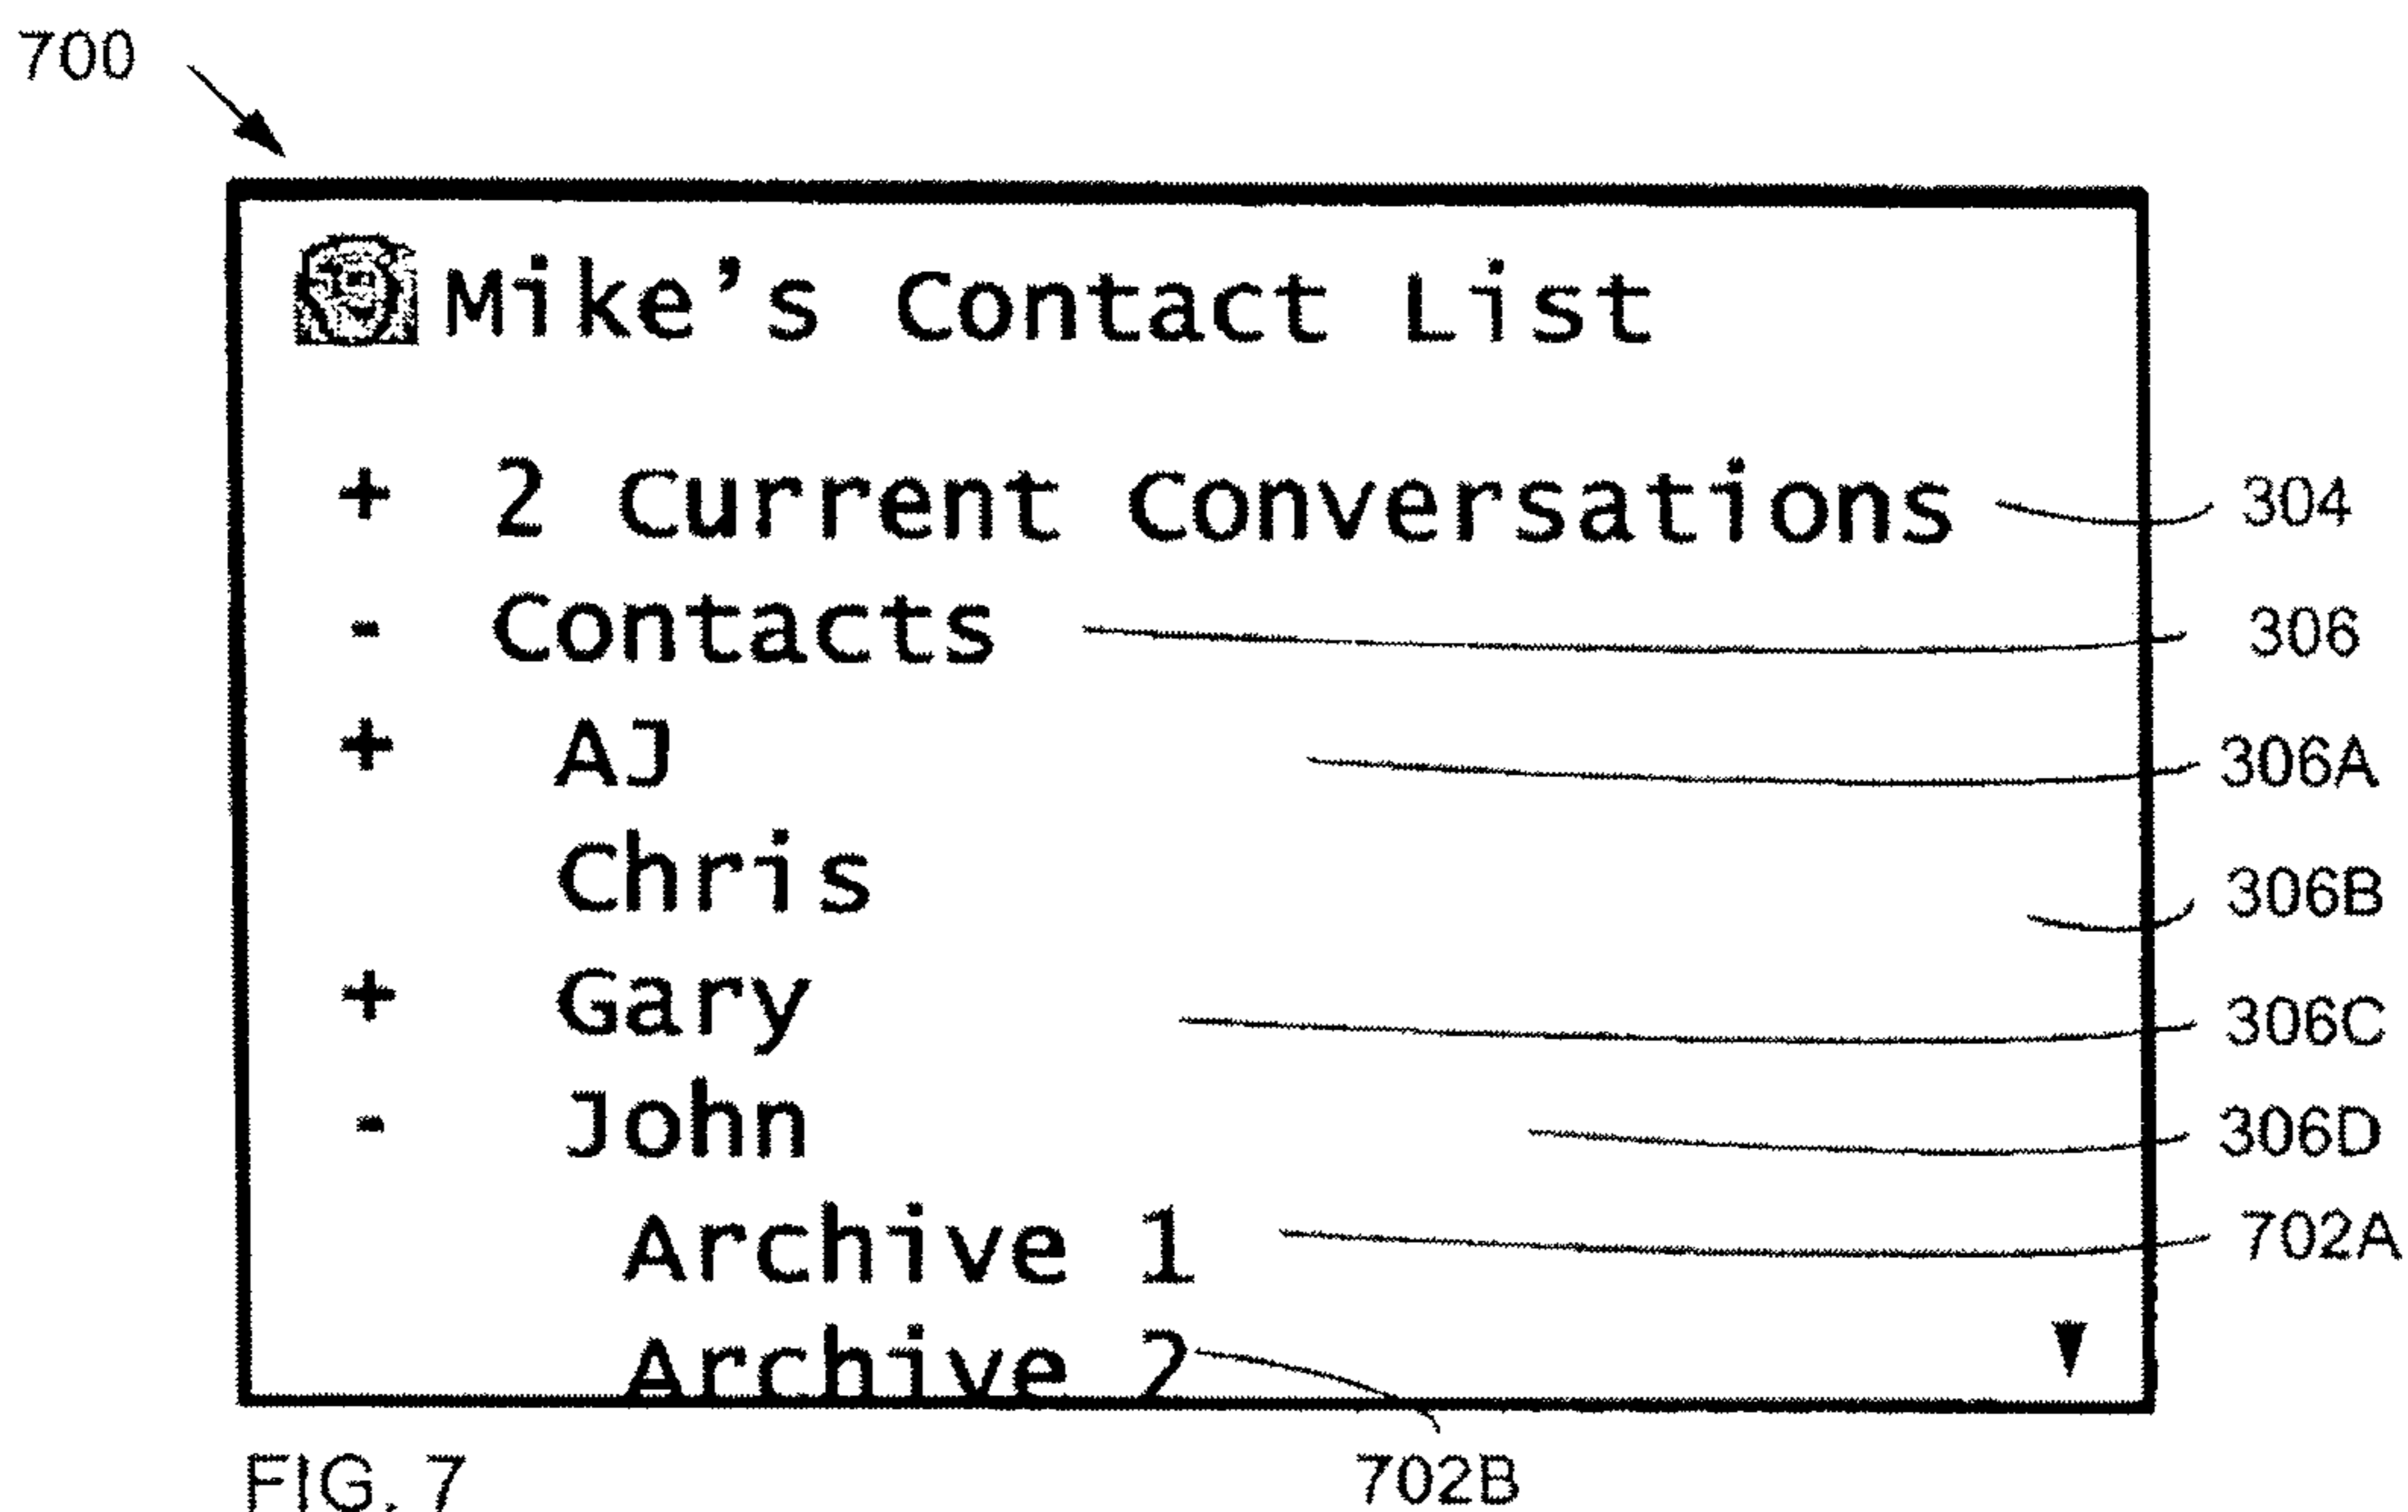 700
Mike's Contact List
+ 2 Current Conversations 304
- Contacts 306
+ AJ 306A
Chris 306B
+ Gary 306C
- John 306D
Archive 1 702A
Archive 2
FIG. 7 702B